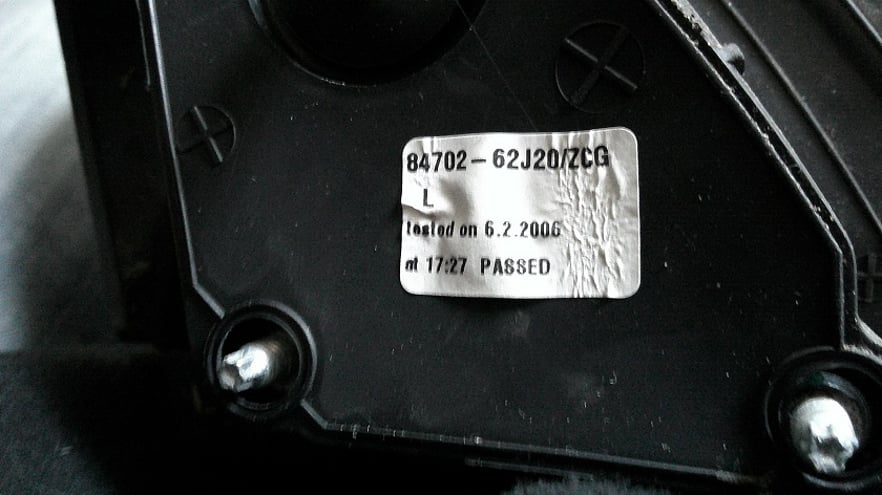 84702-62J20/ZCG
L
tested on 6.2.2006
at 17:27 PASSED